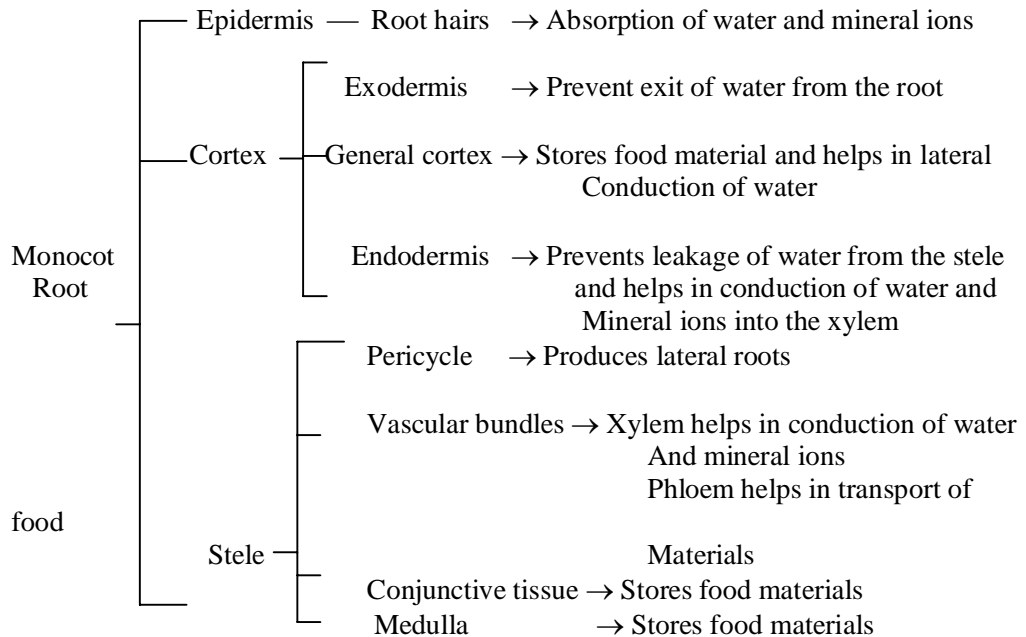 Epidermis — Root hairs → Absorption of water and mineral ions
Exodermis → Prevent exit of water from the root
Cortex General cortex → Stores food material and helps in lateral
Conduction of water
Monocot Endodermis → Prevents leakage of water from the stele
Root and helps in conduction of water and
Mineral ions into the xylem
Pericycle → Produces lateral roots
Vascular bundles → Xylem helps in conduction of water
And mineral ions
Phloem helps in transport of
food
Stele Materials
Conjunctive tissue → Stores food materials
Medulla → Stores food materials